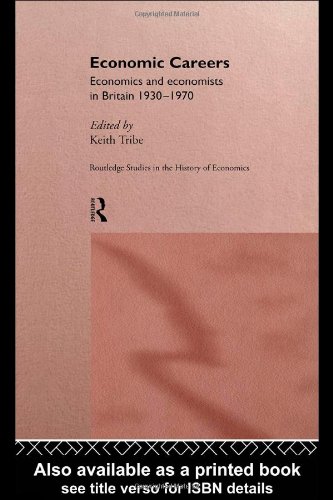 Economic Careers
Economics and economists
in Britain 1930–1970
Edited by
Keith Tribe
Routledge Studies in the History of Economics
ROUTLEDGE
Also available as a printed book
see title verso for ISBN details